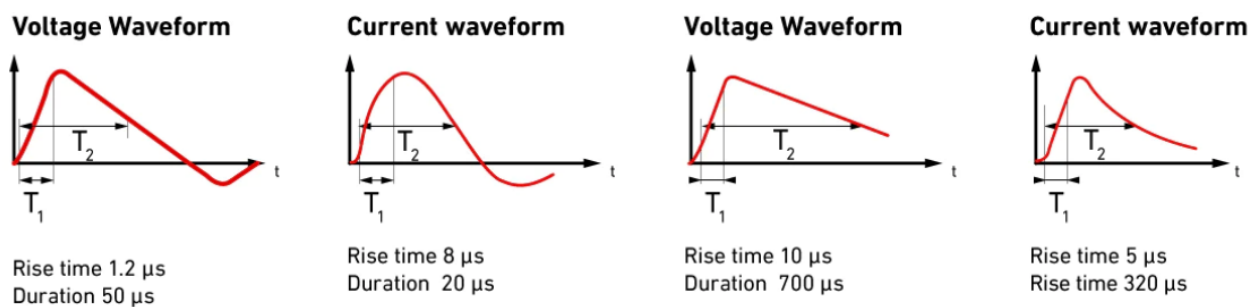 Voltage Waveform
T2
t
T1
Rise time 1.2 µs
Duration 50 µs
Current waveform
T2
t
T1
Rise time 8 µs
Duration 20 µs
Voltage Waveform
T2
t
T1
Rise time 10 µs
Duration 700 µs
Current waveform
T2
t
T1
Rise time 5 µs
Rise time 320 µs